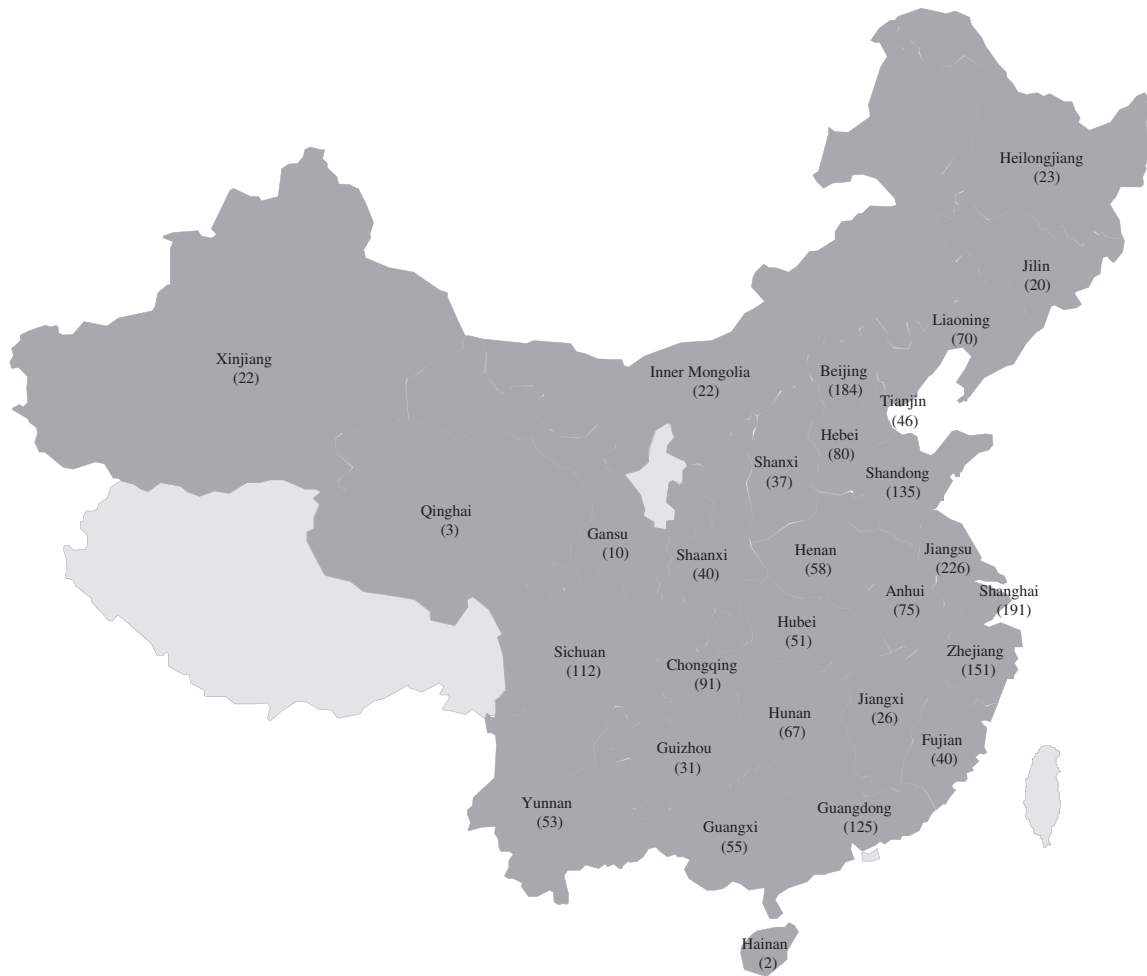 Heilongjiang
(23)
Jilin
(20)
Liaoning
(70)
Xinjiang
(22)
Inner Mongolia
(22)
Beijing
(184)
Tianjin
(46)
Hebei
(80)
Shanxi
(37)
Shandong
(135)
Qinghai
(3)
Gansu
(10)
Shaanxi
(40)
Henan
(58)
Jiangsu
(226)
Anhui
(75)
Shanghai
(191)
Hubei
(51)
Sichuan
(112)
Chongqing
(91)
Zhejiang
(151)
Jiangxi
(26)
Hunan
(67)
Fujian
(40)
Guizhou
(31)
Yunnan
(53)
Guangxi
(55)
Guangdong
(125)
Hainan
(2)